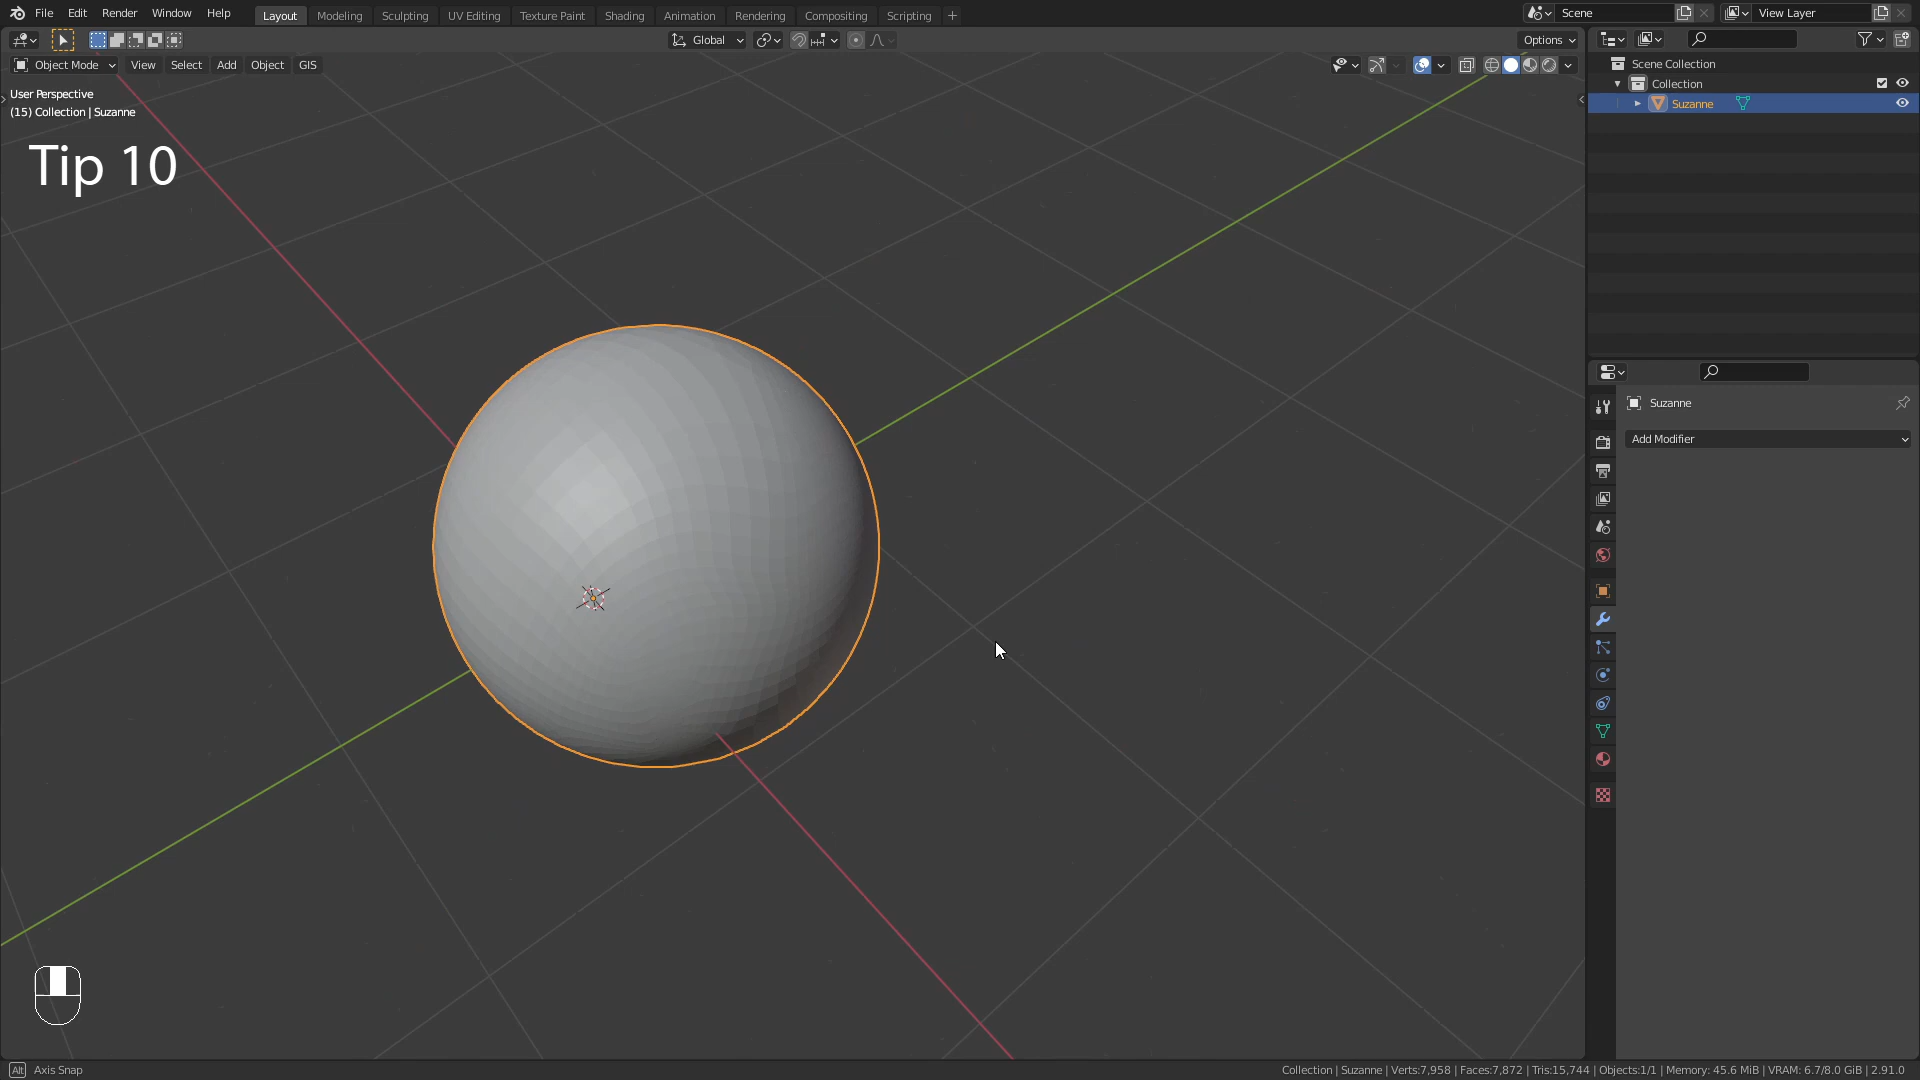 File Edit Render Window Help Layout Modeling Sculpting UV Editing Texture Paint Shading Animation Rendering Compositing Scripting + Scene View Layer
Global Options
Object Mode View Select Add Object GIS
User Perspective
(15) Collection | Suzanne
Tip 10
Scene Collection
Collection
Suzanne
Suzanne
Add Modifier
Alt Axis Snap
Collection | Suzanne | Verts:7,958 | Faces:7,872 | Tris:15,744 | Objects:1/1 | Memory: 45.6 MiB | VRAM: 6.7/8.0 GiB | 2.91.0